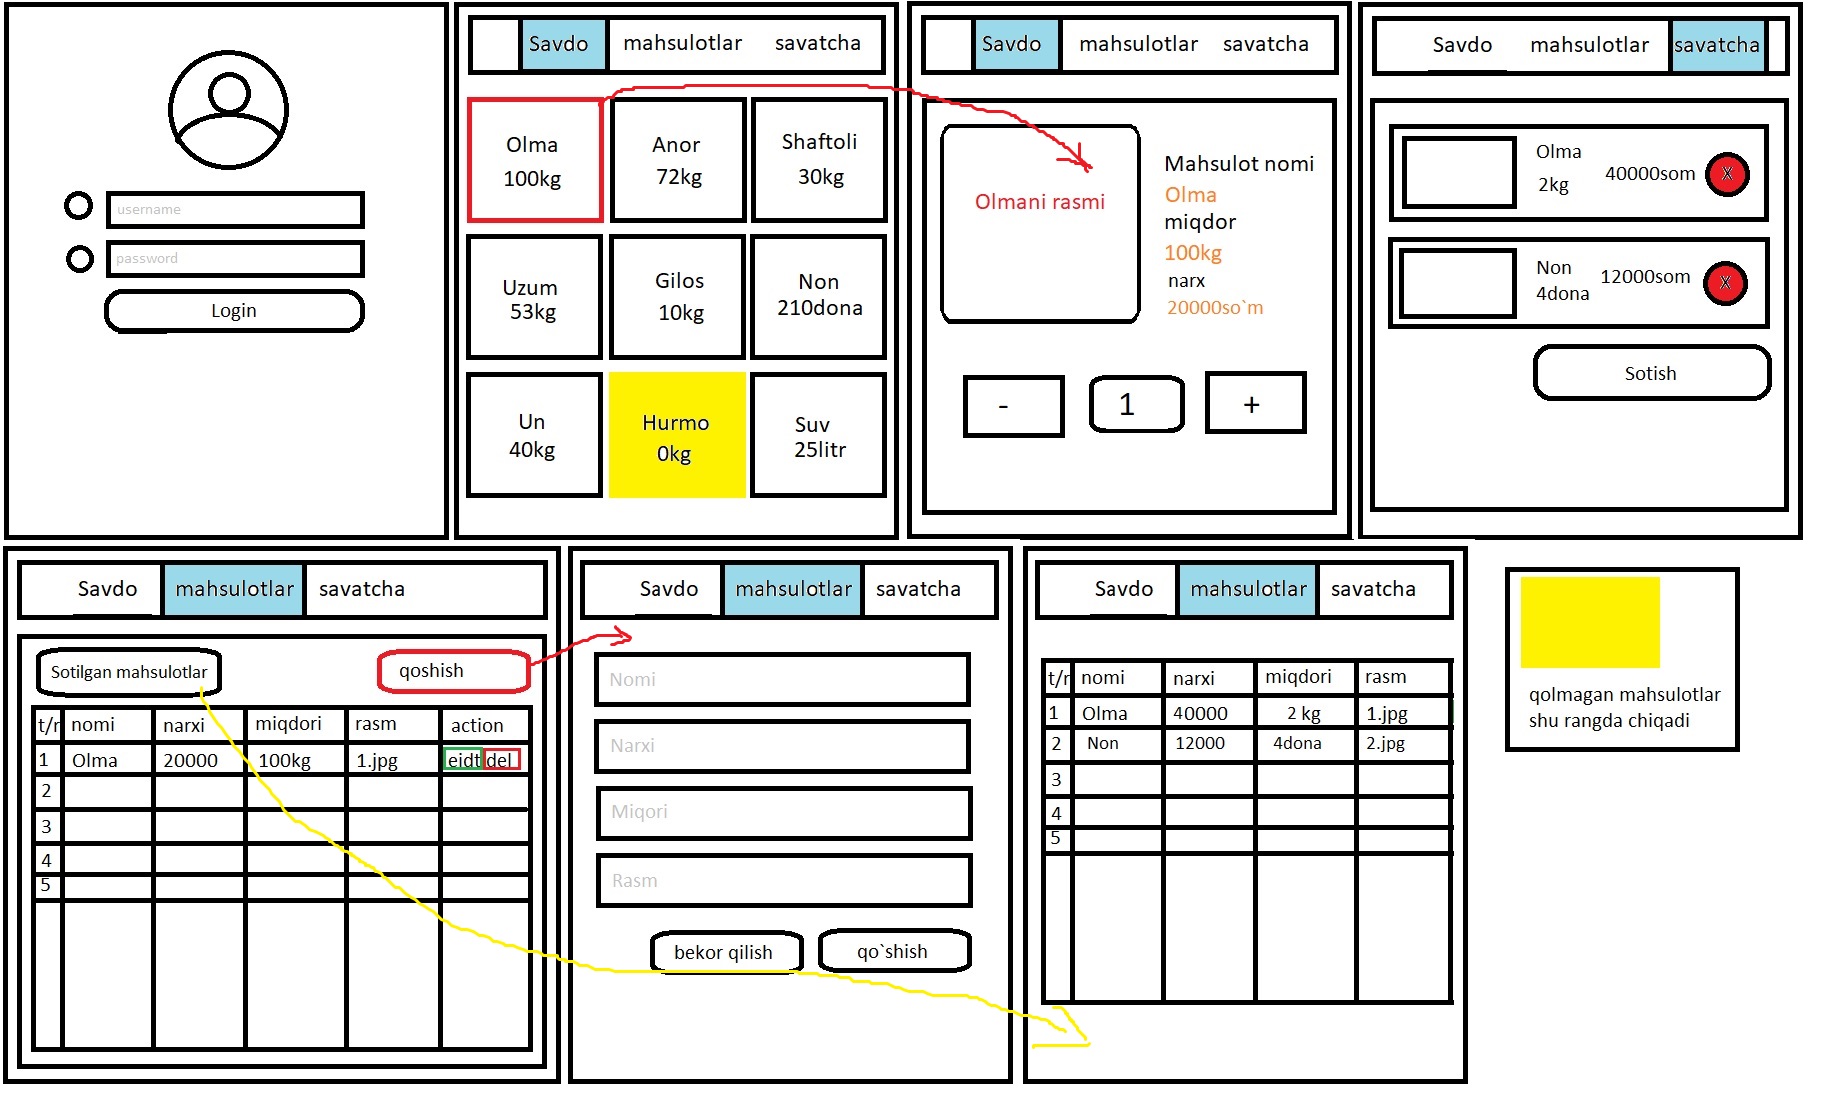 username
password
Login
Savdo mahsulotlar savatcha
Olma
100kg
Anor
72kg
Shaftoli
30kg
Uzum
53kg
Gilos
10kg
Non
210dona
Un
40kg
Hurmo
0kg
Suv
25litr
Savdo mahsulotlar savatcha
Olmani rasmi
Mahsulot nomi
Olma
miqdor
100kg
narx
20000so`m
- 1 +
Savdo mahsulotlar savatcha
Olma
2kg
40000som
X
Non
4dona
12000som
X
Sotish
Savdo mahsulotlar savatcha
Sotilgan mahsulotlar
qoshish
t/r nomi narxi miqdori rasm action
1 Olma 20000 100kg 1.jpg eidt del
2
3
4
5
Savdo mahsulotlar savatcha
Nomi
Narxi
Miqori
Rasm
bekor qilish
qo`shish
Savdo mahsulotlar savatcha
t/r nomi narxi miqdori rasm
1 Olma 40000 2 kg 1.jpg
2 Non 12000 4dona 2.jpg
3
4
5
qolmagan mahsulotlar
shu rangda chiqadi